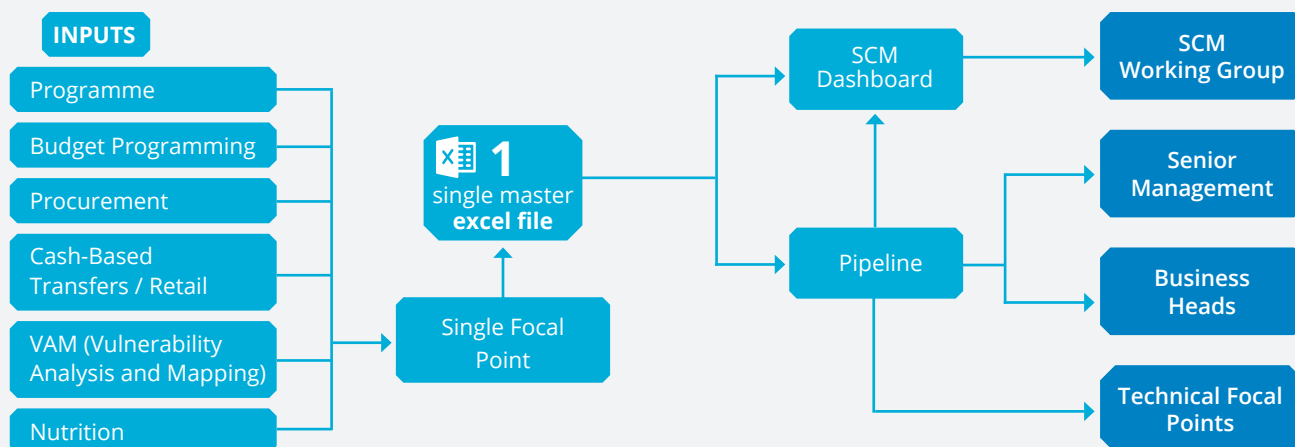 INPUTS
Programme
Budget Programming
Procurement
Cash-Based
Transfers / Retail
VAM (Vulnerability
Analysis and Mapping)
Nutrition
1
single master
excel file
Single Focal
Point
SCM
Dashboard
Pipeline
SCM
Working Group
Senior
Management
Business
Heads
Technical Focal
Points